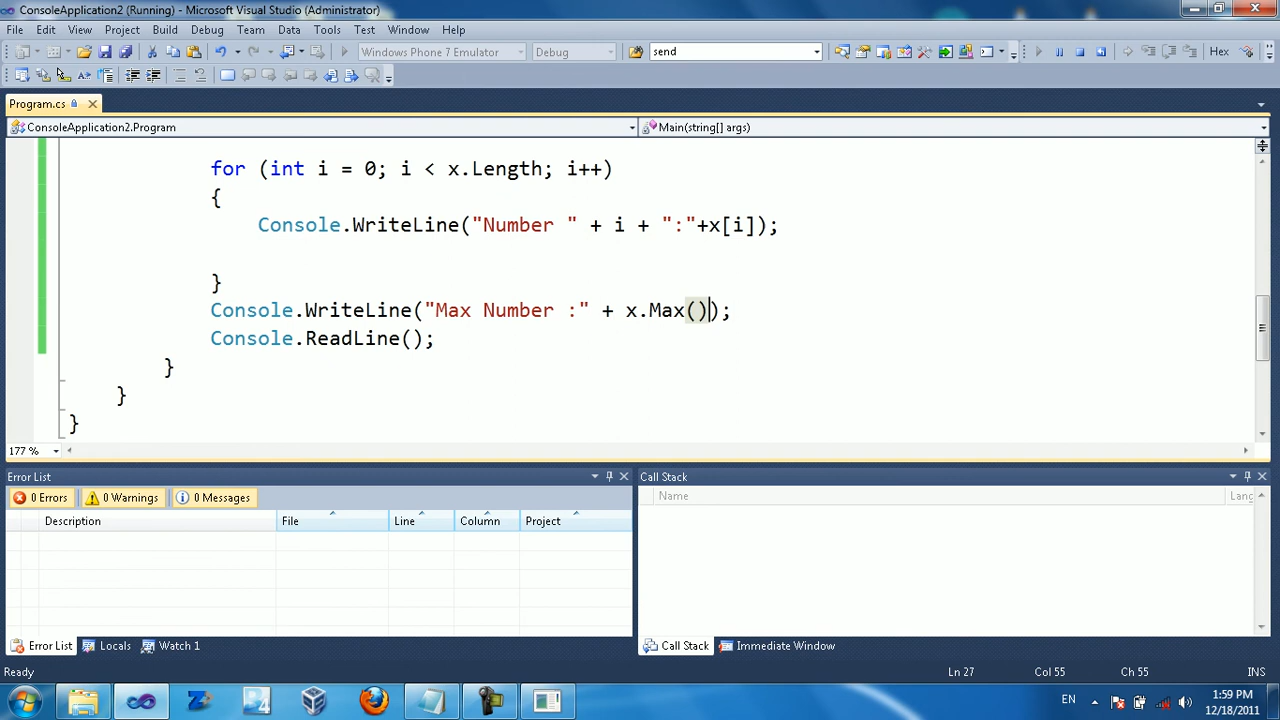 ConsoleApplication2 (Running) - Microsoft Visual Studio (Administrator)
File Edit View Project Build Debug Team Data Tools Test Window Help
Windows Phone 7 Emulator Debug send Hex
Program.cs
ConsoleApplication2.Program Main(string[] args)
for (int i = 0; i < x.Length; i++)
{
Console.WriteLine("Number " + i + ":"+x[i]);
}
Console.WriteLine("Max Number :" + x.Max());
Console.ReadLine();
}
}
}
177 %
Error List Call Stack
0 Errors 0 Warnings 0 Messages Name Lang
Description File Line Column Project
Error List Locals Watch 1 Call Stack Immediate Window
Ready Ln 27 Col 55 Ch 55 INS
EN 1:59 PM
12/18/2011